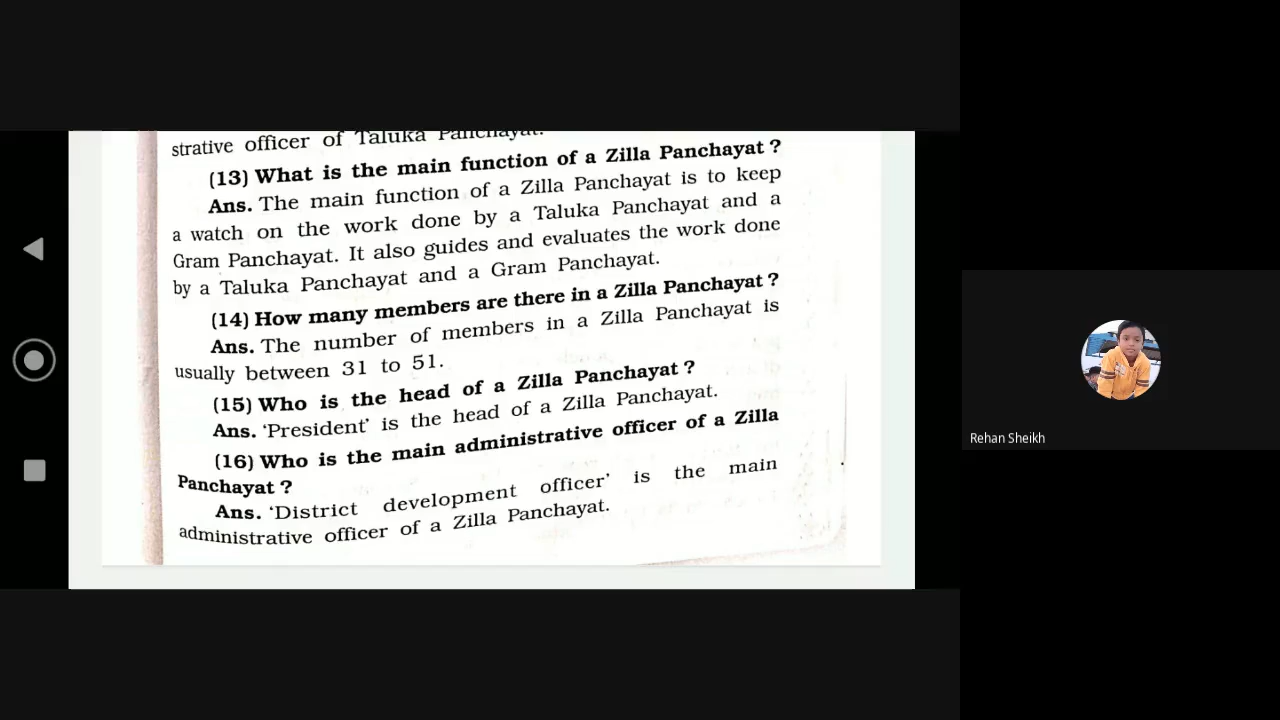 strative officer of Taluka Panchayat.
(13) What is the main function of a Zilla Panchayat ?
Ans. The main function of a Zilla Panchayat is to keep
a watch on the work done by a Taluka Panchayat and a
Gram Panchayat. It also guides and evaluates the work done
by a Taluka Panchayat and a Gram Panchayat.
(14) How many members are there in a Zilla Panchayat ?
Ans. The number of members in a Zilla Panchayat is
usually between 31 to 51.
(15) Who is the head of a Zilla Panchayat ?
Ans. ‘President’ is the head of a Zilla Panchayat.
(16) Who is the main administrative officer of a Zilla
Panchayat ?
Ans. ‘District development officer’ is the main
administrative officer of a Zilla Panchayat.
Rehan Sheikh